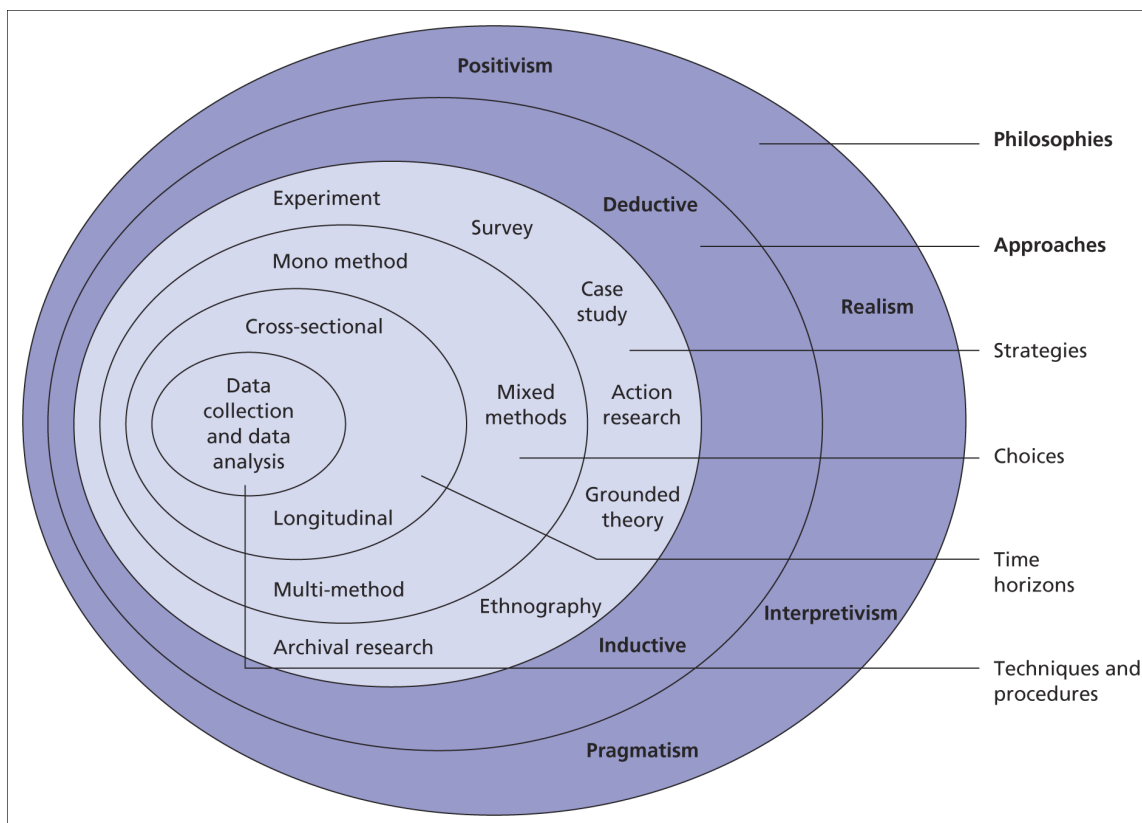 Positivism
Philosophies
Experiment
Deductive
Survey
Approaches
Mono method
Case
study
Realism
Cross-sectional
Strategies
Data
collection
and data
analysis
Mixed
methods
Action
research
Choices
Grounded
theory
Longitudinal
Time
horizons
Multi-method
Ethnography
Interpretivism
Archival research
Inductive
Techniques and
procedures
Pragmatism